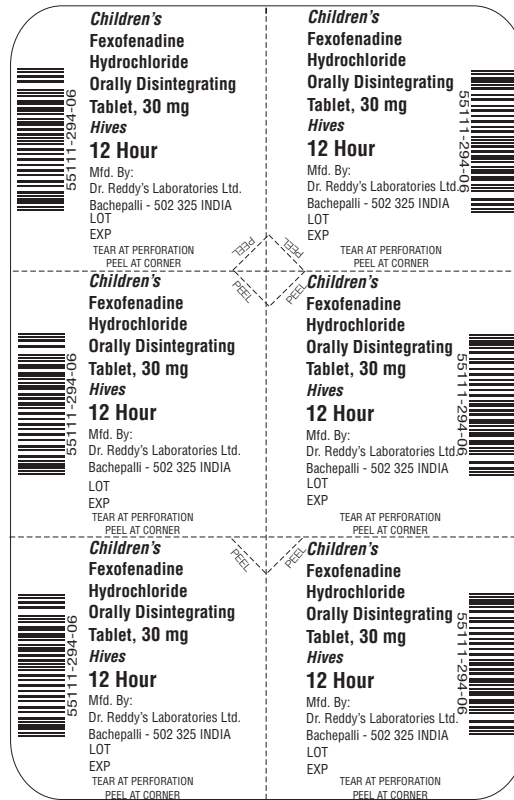 Children's
Fexofenadine
Hydrochloride
Orally Disintegrating
Tablet, 30 mg
Hives
12 Hour
Mfd. By:
Dr. Reddy's Laboratories Ltd.
Bachepalli - 502 325 INDIA
LOT
EXP
TEAR AT PERFORATION
PEEL AT CORNER
55111-294-06
PEEL
Children's
Fexofenadine
Hydrochloride
Orally Disintegrating
Tablet, 30 mg
Hives
12 Hour
Mfd. By:
Dr. Reddy's Laboratories Ltd.
Bachepalli - 502 325 INDIA
LOT
EXP
TEAR AT PERFORATION
PEEL AT CORNER
55111-294-06
PEEL
Children's
Fexofenadine
Hydrochloride
Orally Disintegrating
Tablet, 30 mg
Hives
12 Hour
Mfd. By:
Dr. Reddy's Laboratories Ltd.
Bachepalli - 502 325 INDIA
LOT
EXP
TEAR AT PERFORATION
PEEL AT CORNER
55111-294-06
PEEL
Children's
Fexofenadine
Hydrochloride
Orally Disintegrating
Tablet, 30 mg
Hives
12 Hour
Mfd. By:
Dr. Reddy's Laboratories Ltd.
Bachepalli - 502 325 INDIA
LOT
EXP
TEAR AT PERFORATION
PEEL AT CORNER
55111-294-06
PEEL
Children's
Fexofenadine
Hydrochloride
Orally Disintegrating
Tablet, 30 mg
Hives
12 Hour
Mfd. By:
Dr. Reddy's Laboratories Ltd.
Bachepalli - 502 325 INDIA
LOT
EXP
TEAR AT PERFORATION
PEEL AT CORNER
55111-294-06
PEEL
Children's
Fexofenadine
Hydrochloride
Orally Disintegrating
Tablet, 30 mg
Hives
12 Hour
Mfd. By:
Dr. Reddy's Laboratories Ltd.
Bachepalli - 502 325 INDIA
LOT
EXP
TEAR AT PERFORATION
PEEL AT CORNER
55111-294-06
PEEL